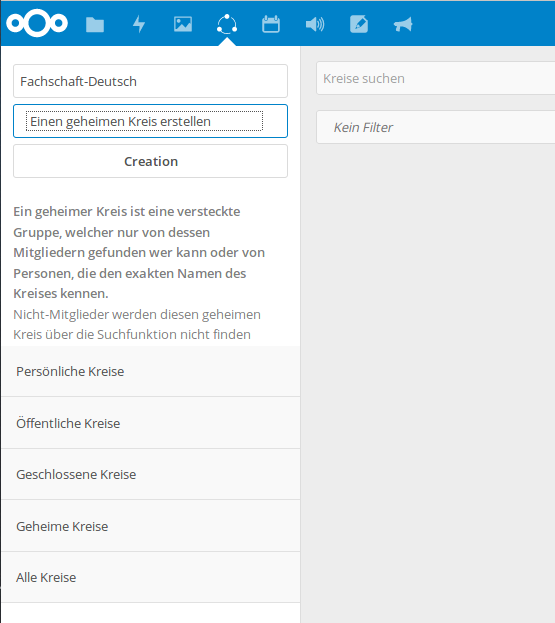 Fachschaft-Deutsch
Einen geheimen Kreis erstellen
Creation
Ein geheimer Kreis ist eine versteckte
Gruppe, welcher nur von dessen
Mitgliedern gefunden wer kann oder von
Personen, die den exakten Namen des
Kreises kennen.
Nicht-Mitglieder werden diesen geheimen
Kreis über die Suchfunktion nicht finden
Persönliche Kreise
Öffentliche Kreise
Geschlossene Kreise
Geheime Kreise
Alle Kreise
Kreise suchen
Kein Filter